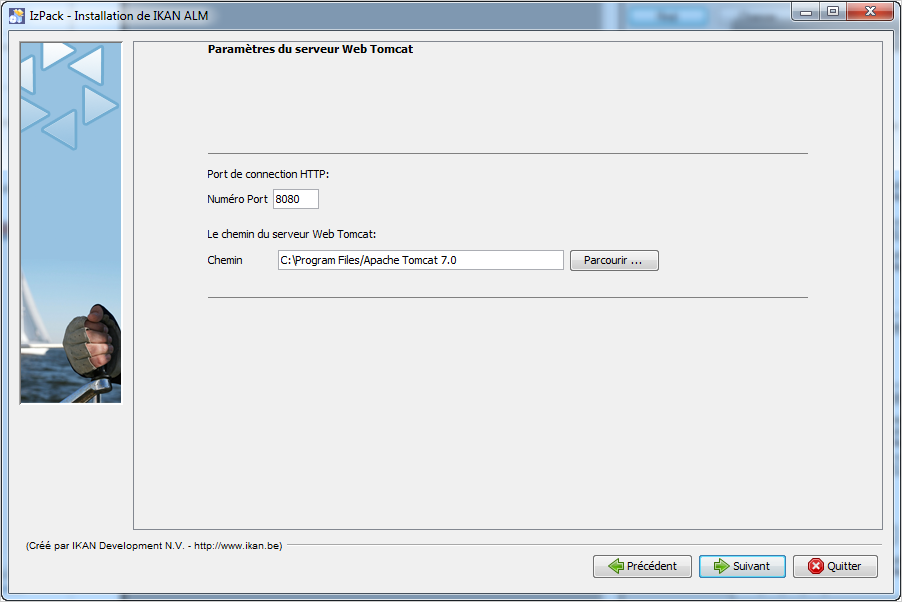 IzPack - Installation de IKAN ALM
Paramètres du serveur Web Tomcat
Port de connection HTTP:
Numéro Port 8080
Le chemin du serveur Web Tomcat:
Chemin C:\Program Files/Apache Tomcat 7.0 Parcourir ...
(Créé par IKAN Development N.V. - http://www.ikan.be)
Précédent Suivant Quitter